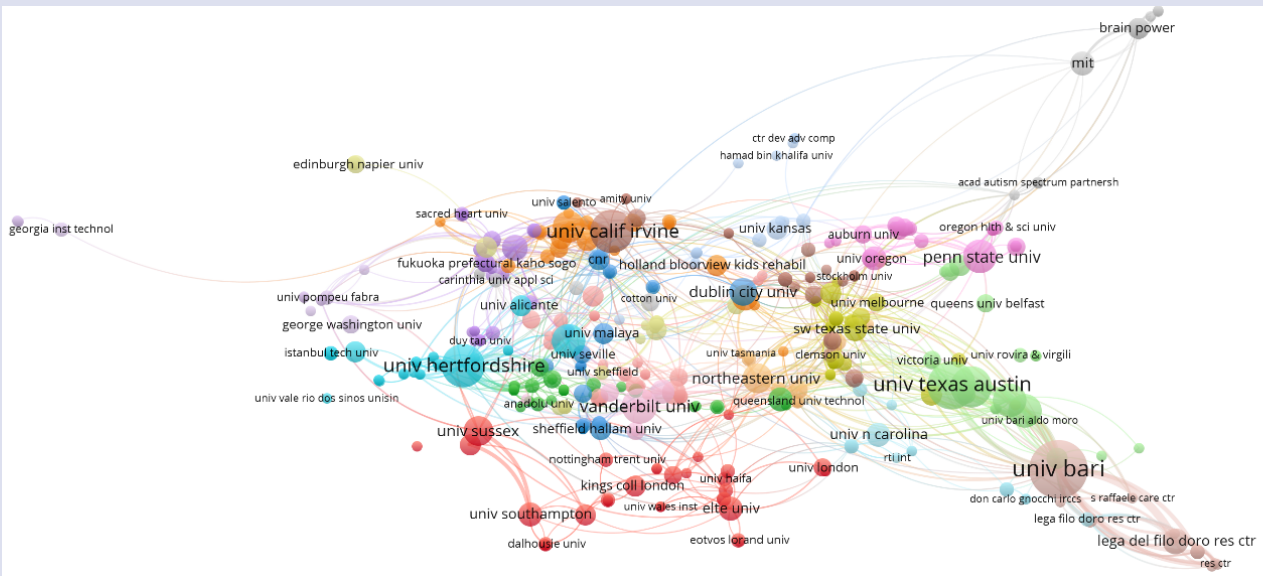 brain power
mit
ctr dev adv comp
hamad bin khalifa univ
edinburgh napier univ
acad autism spectrum partnersh
univ salento
amity univ
sacred heart univ
georgia inst technol
univ calif irvine
univ kansas
auburn univ
oregon hlth & sci univ
fukuoka prefectural kaho sogo
cnr
holland bloorview kids rehabil
univ oregon
penn state univ
carinthia univ appl sci
stockholm univ
univ pompeu fabra
univ alicante
cotton univ
dublin city univ
univ melbourne
queens univ belfast
george washington univ
duy tan univ
univ malaya
sw texas state univ
istanbul tech univ
univ seville
univ tasmania
clemson univ
victoria univ
univ rovira & virgili
univ hertfordshire
univ sheffield
northeastern univ
univ texas austin
univ vale rio dos sinos unisin
anadolu univ
vanderbilt univ
queensland univ technol
univ bari aldo moro
univ sussex
sheffield hallam univ
univ n carolina
nottingham trent univ
rti int
univ london
univ bari
kings coll london
univ haifa
don carlo gnocchi irccs
s raffaele care ctr
univ southampton
univ wales inst
elte univ
lega filo doro res ctr
dalhousie univ
eotvos lorand univ
lega del filo doro res ctr
res ctr